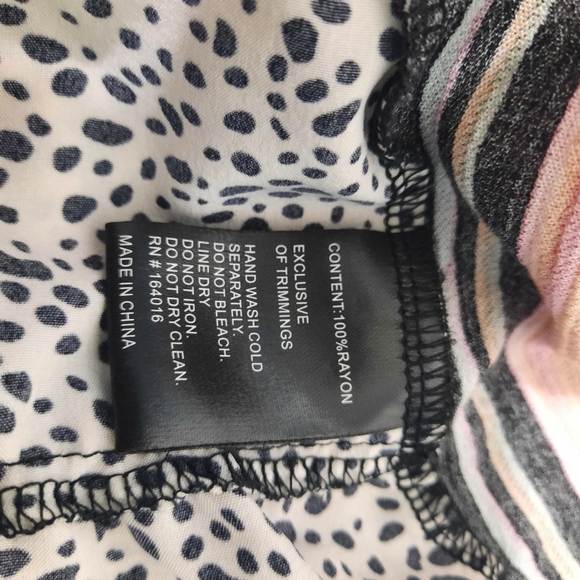 CONTENT:100%RAYON
EXCLUSIVE
OF TRIMMINGS
HAND WASH COLD
SEPARATELY.
DO NOT BLEACH.
LINE DRY
DO NOT IRON.
DO NOT DRY CLEAN.
RN # 164016
MADE IN CHINA